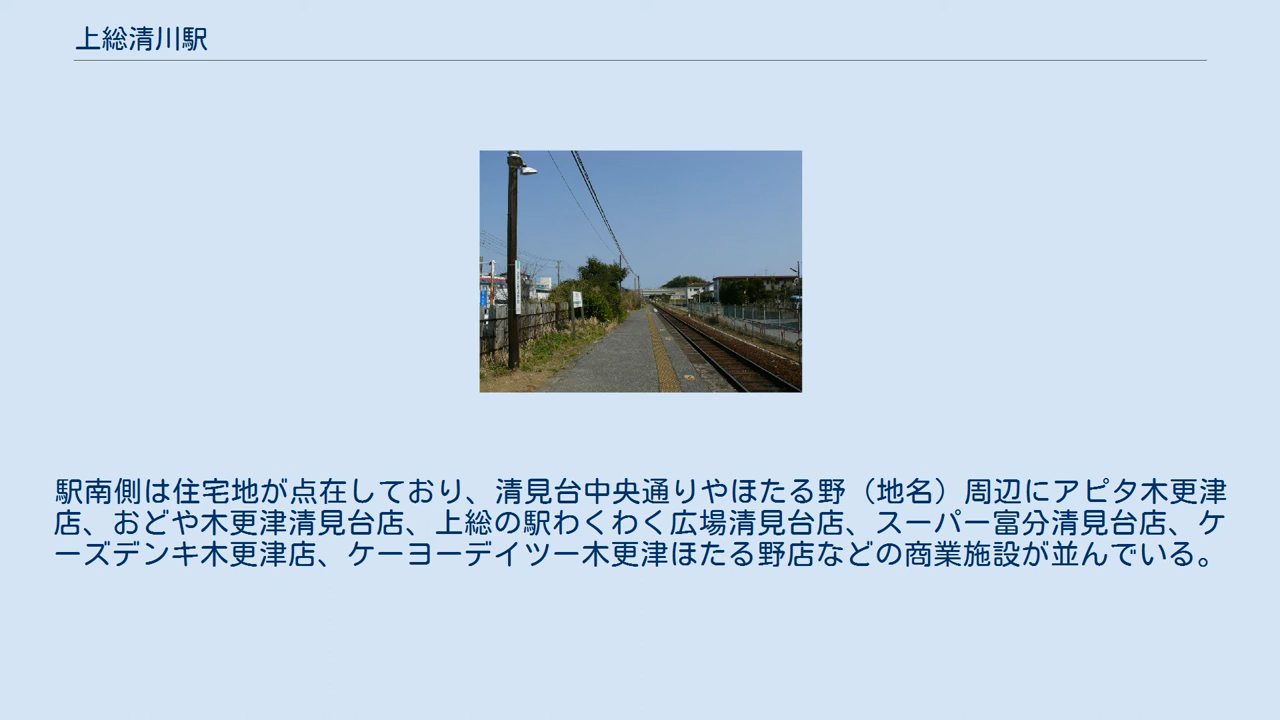 上総清川駅
駅南側は住宅地が点在しており、清見台中央通りやほたる野（地名）周辺にアピタ木更津
店、おどや木更津清見台店、上総の駅わくわく広場清見台店、スーパー富分清見台店、ケ
ーズデンキ木更津店、ケーヨーデイツー木更津ほたる野店などの商業施設が並んでいる。